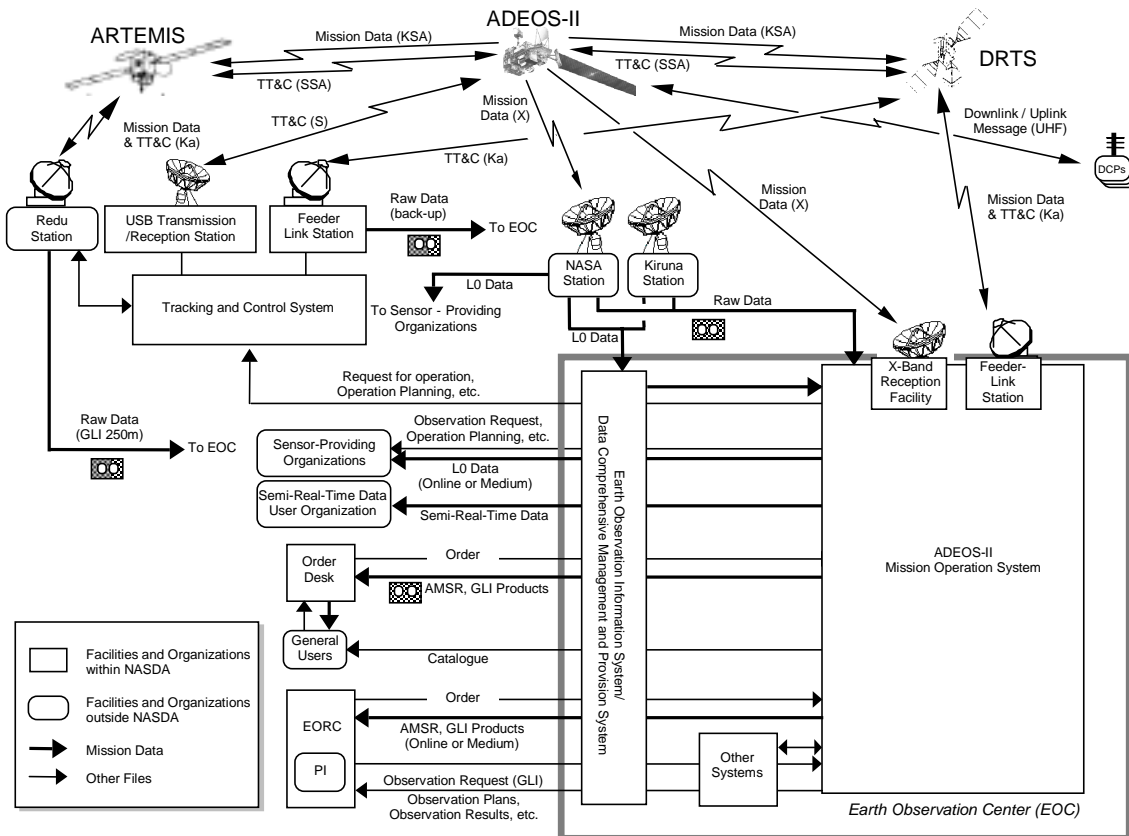 ADEOS-II
ARTEMIS
DRTS
Mission Data (KSA)
Mission Data (KSA)
TT&C (SSA)
TT&C (SSA)
Mission Data
& TT&C (Ka)
TT&C (S)
Mission
Data (X)
Downlink / Uplink
Message (UHF)
DCPs
TT&C (Ka)
Mission
Data (X)
Mission Data
& TT&C (Ka)
Redu
Station
USB Transmission
/Reception Station
Feeder
Link Station
Raw Data
(back-up)
To EOC
NASA
Station
Kiruna
Station
L0 Data
Raw Data
Tracking and Control System
To Sensor - Providing
Organizations
L0 Data
X-Band
Reception
Facility
Feeder-
Link
Station
Request for operation,
Operation Planning, etc.
Raw Data
(GLI 250m)
To EOC
Sensor-Providing
Organizations
Observation Request,
Operation Planning, etc.
L0 Data
(Online or Medium)
Semi-Real-Time Data
User Organization
Semi-Real-Time Data
Earth Observation Information System/
Data Comprehensive Management and Provision System
ADEOS-II
Mission Operation System
Order
Desk
Order
AMSR, GLI Products
General
Users
Catalogue
Facilities and Organizations
within NASDA
Facilities and Organizations
outside NASDA
Mission Data
Other Files
EORC
PI
Order
AMSR, GLI Products
(Online or Medium)
Observation Request (GLI)
Observation Plans,
Observation Results, etc.
Other
Systems
Earth Observation Center (EOC)